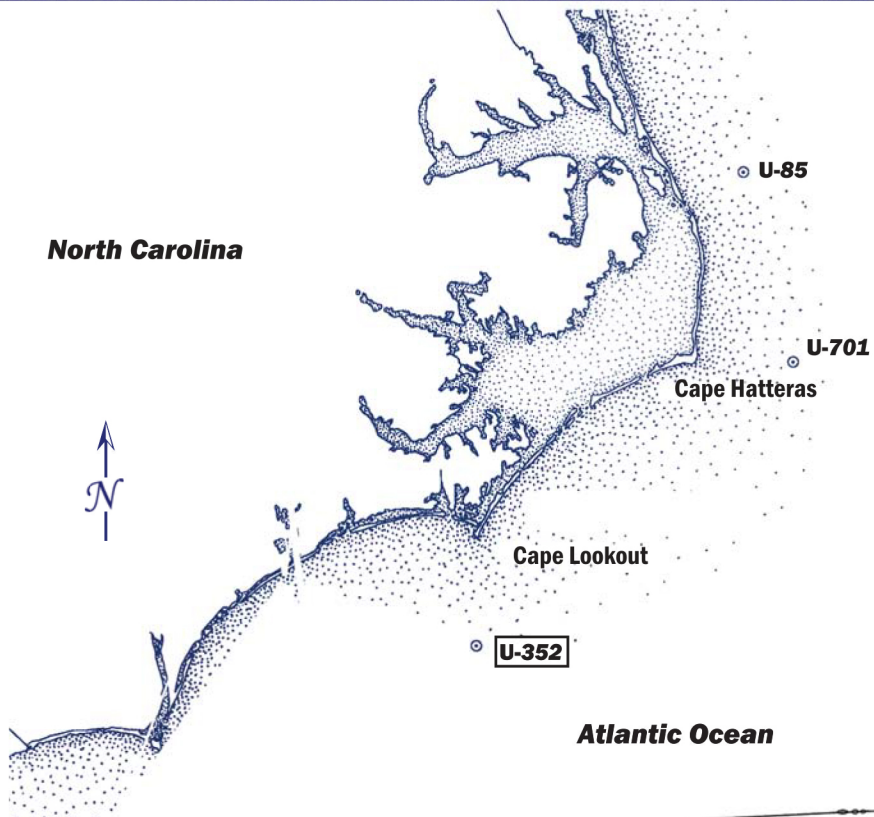 U-85
North Carolina
U-701
Cape Hatteras
N
Cape Lookout
U-352
Atlantic Ocean